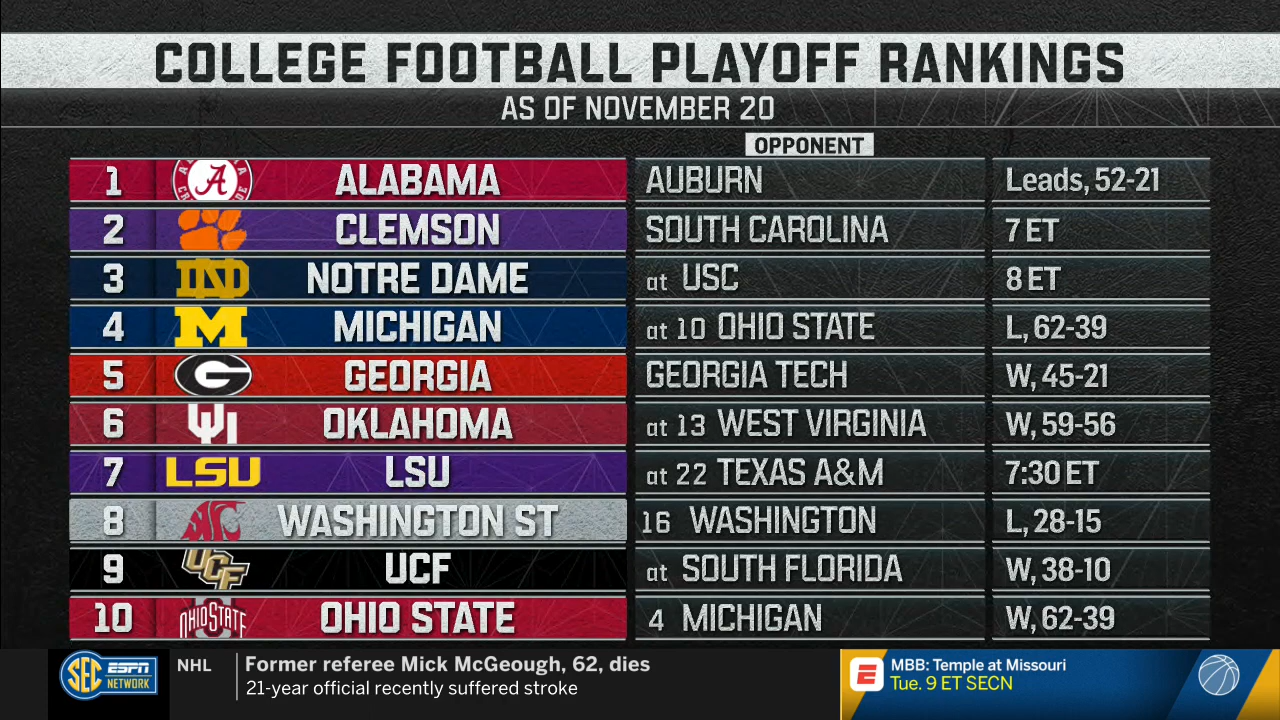 COLLEGE FOOTBALL PLAYOFF RANKINGS
AS OF NOVEMBER 20
OPPONENT
1 A ALABAMA AUBURN Leads, 52-21
2 CLEMSON SOUTH CAROLINA 7 ET
3 ND NOTRE DAME at USC 8 ET
4 M MICHIGAN at 10 OHIO STATE L, 62-39
5 G GEORGIA GEORGIA TECH W, 45-21
6 OU OKLAHOMA at 13 WEST VIRGINIA W, 59-56
7 LSU LSU at 22 TEXAS A&M 7:30 ET
8 WASHINGTON ST 16 WASHINGTON L, 28-15
9 UCF UCF at SOUTH FLORIDA W, 38-10
10 OHIO STATE OHIO STATE 4 MICHIGAN W, 62-39
SEC ESPN NETWORK NHL Former referee Mick McGeough, 62, dies
21-year official recently suffered stroke
E MBB: Temple at Missouri
Tue. 9 ET SECN